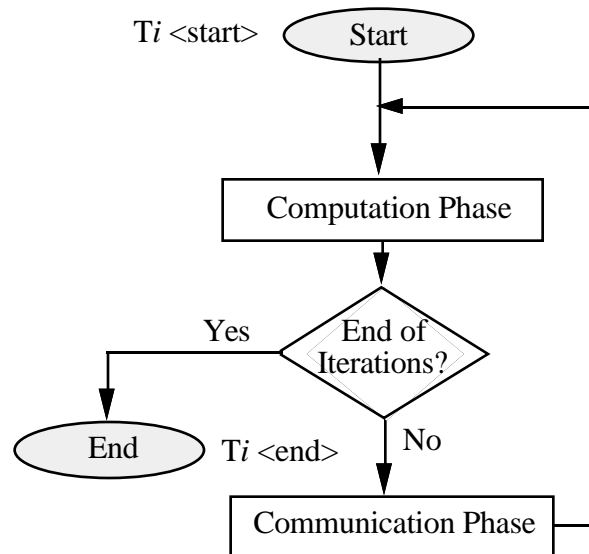 Ti <start>
Start
Computation Phase
End of
Iterations?
Yes
No
End
Ti <end>
Communication Phase